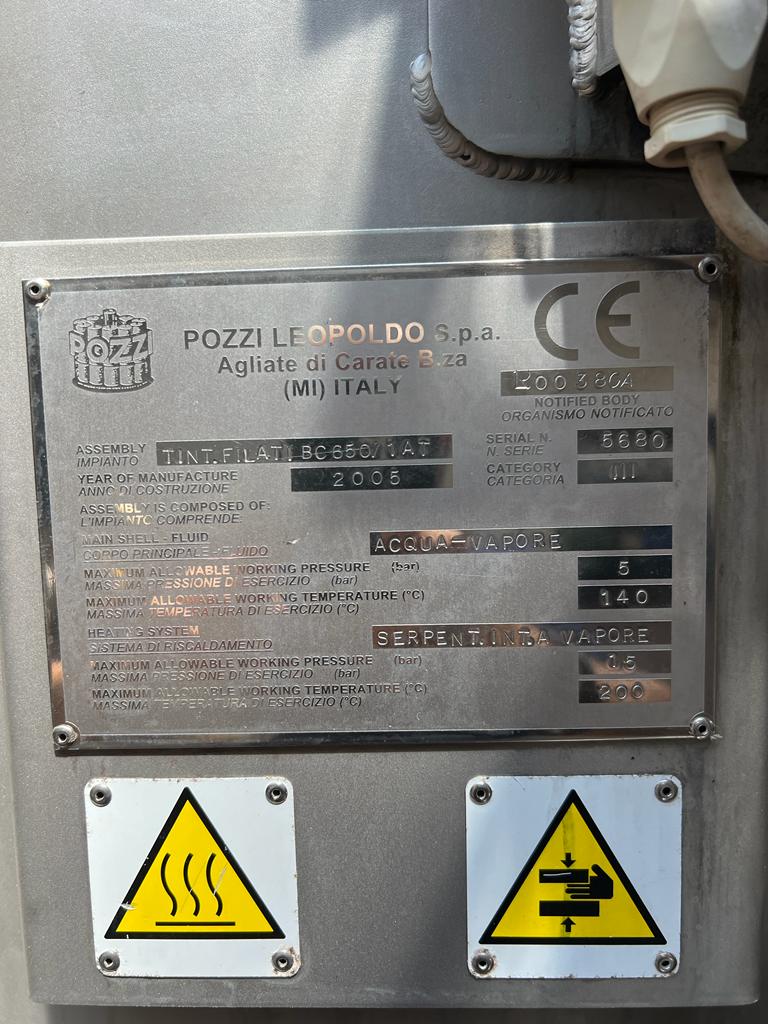 POZZI
POZZI LEOPOLDO S.p.a.
Agliate di Carate B.za
(MI) ITALY
CE
NOTIFIED BODY
ORGANISMO NOTIFICATO
ASSEMBLY
IMPIANTO
TINT.FILATI BC650/1AT
SERIAL N.
N. SERIE
5680
YEAR OF MANUFACTURE
ANNO DI COSTRUZIONE
2005
CATEGORY
CATEGORIA
III
ASSEMBLY IS COMPOSED OF:
L'IMPIANTO COMPRENDE:
MAIN SHELL - FLUID
CORPO PRINCIPALE - FLUIDO
ACQUA-VAPORE
MAXIMUM ALLOWABLE WORKING PRESSURE (bar)
MASSIMA PRESSIONE DI ESERCIZIO (bar)
5
MAXIMUM ALLOWABLE WORKING TEMPERATURE (°C)
MASSIMA TEMPERATURA DI ESERCIZIO (°C)
140
HEATING SYSTEM
SISTEMA DI RISCALDAMENTO
SERPENT.INT.A VAPORE
MAXIMUM ALLOWABLE WORKING PRESSURE (bar)
MASSIMA PRESSIONE DI ESERCIZIO (bar)
15
MAXIMUM ALLOWABLE WORKING TEMPERATURE (°C)
MASSIMA TEMPERATURA DI ESERCIZIO (°C)
200